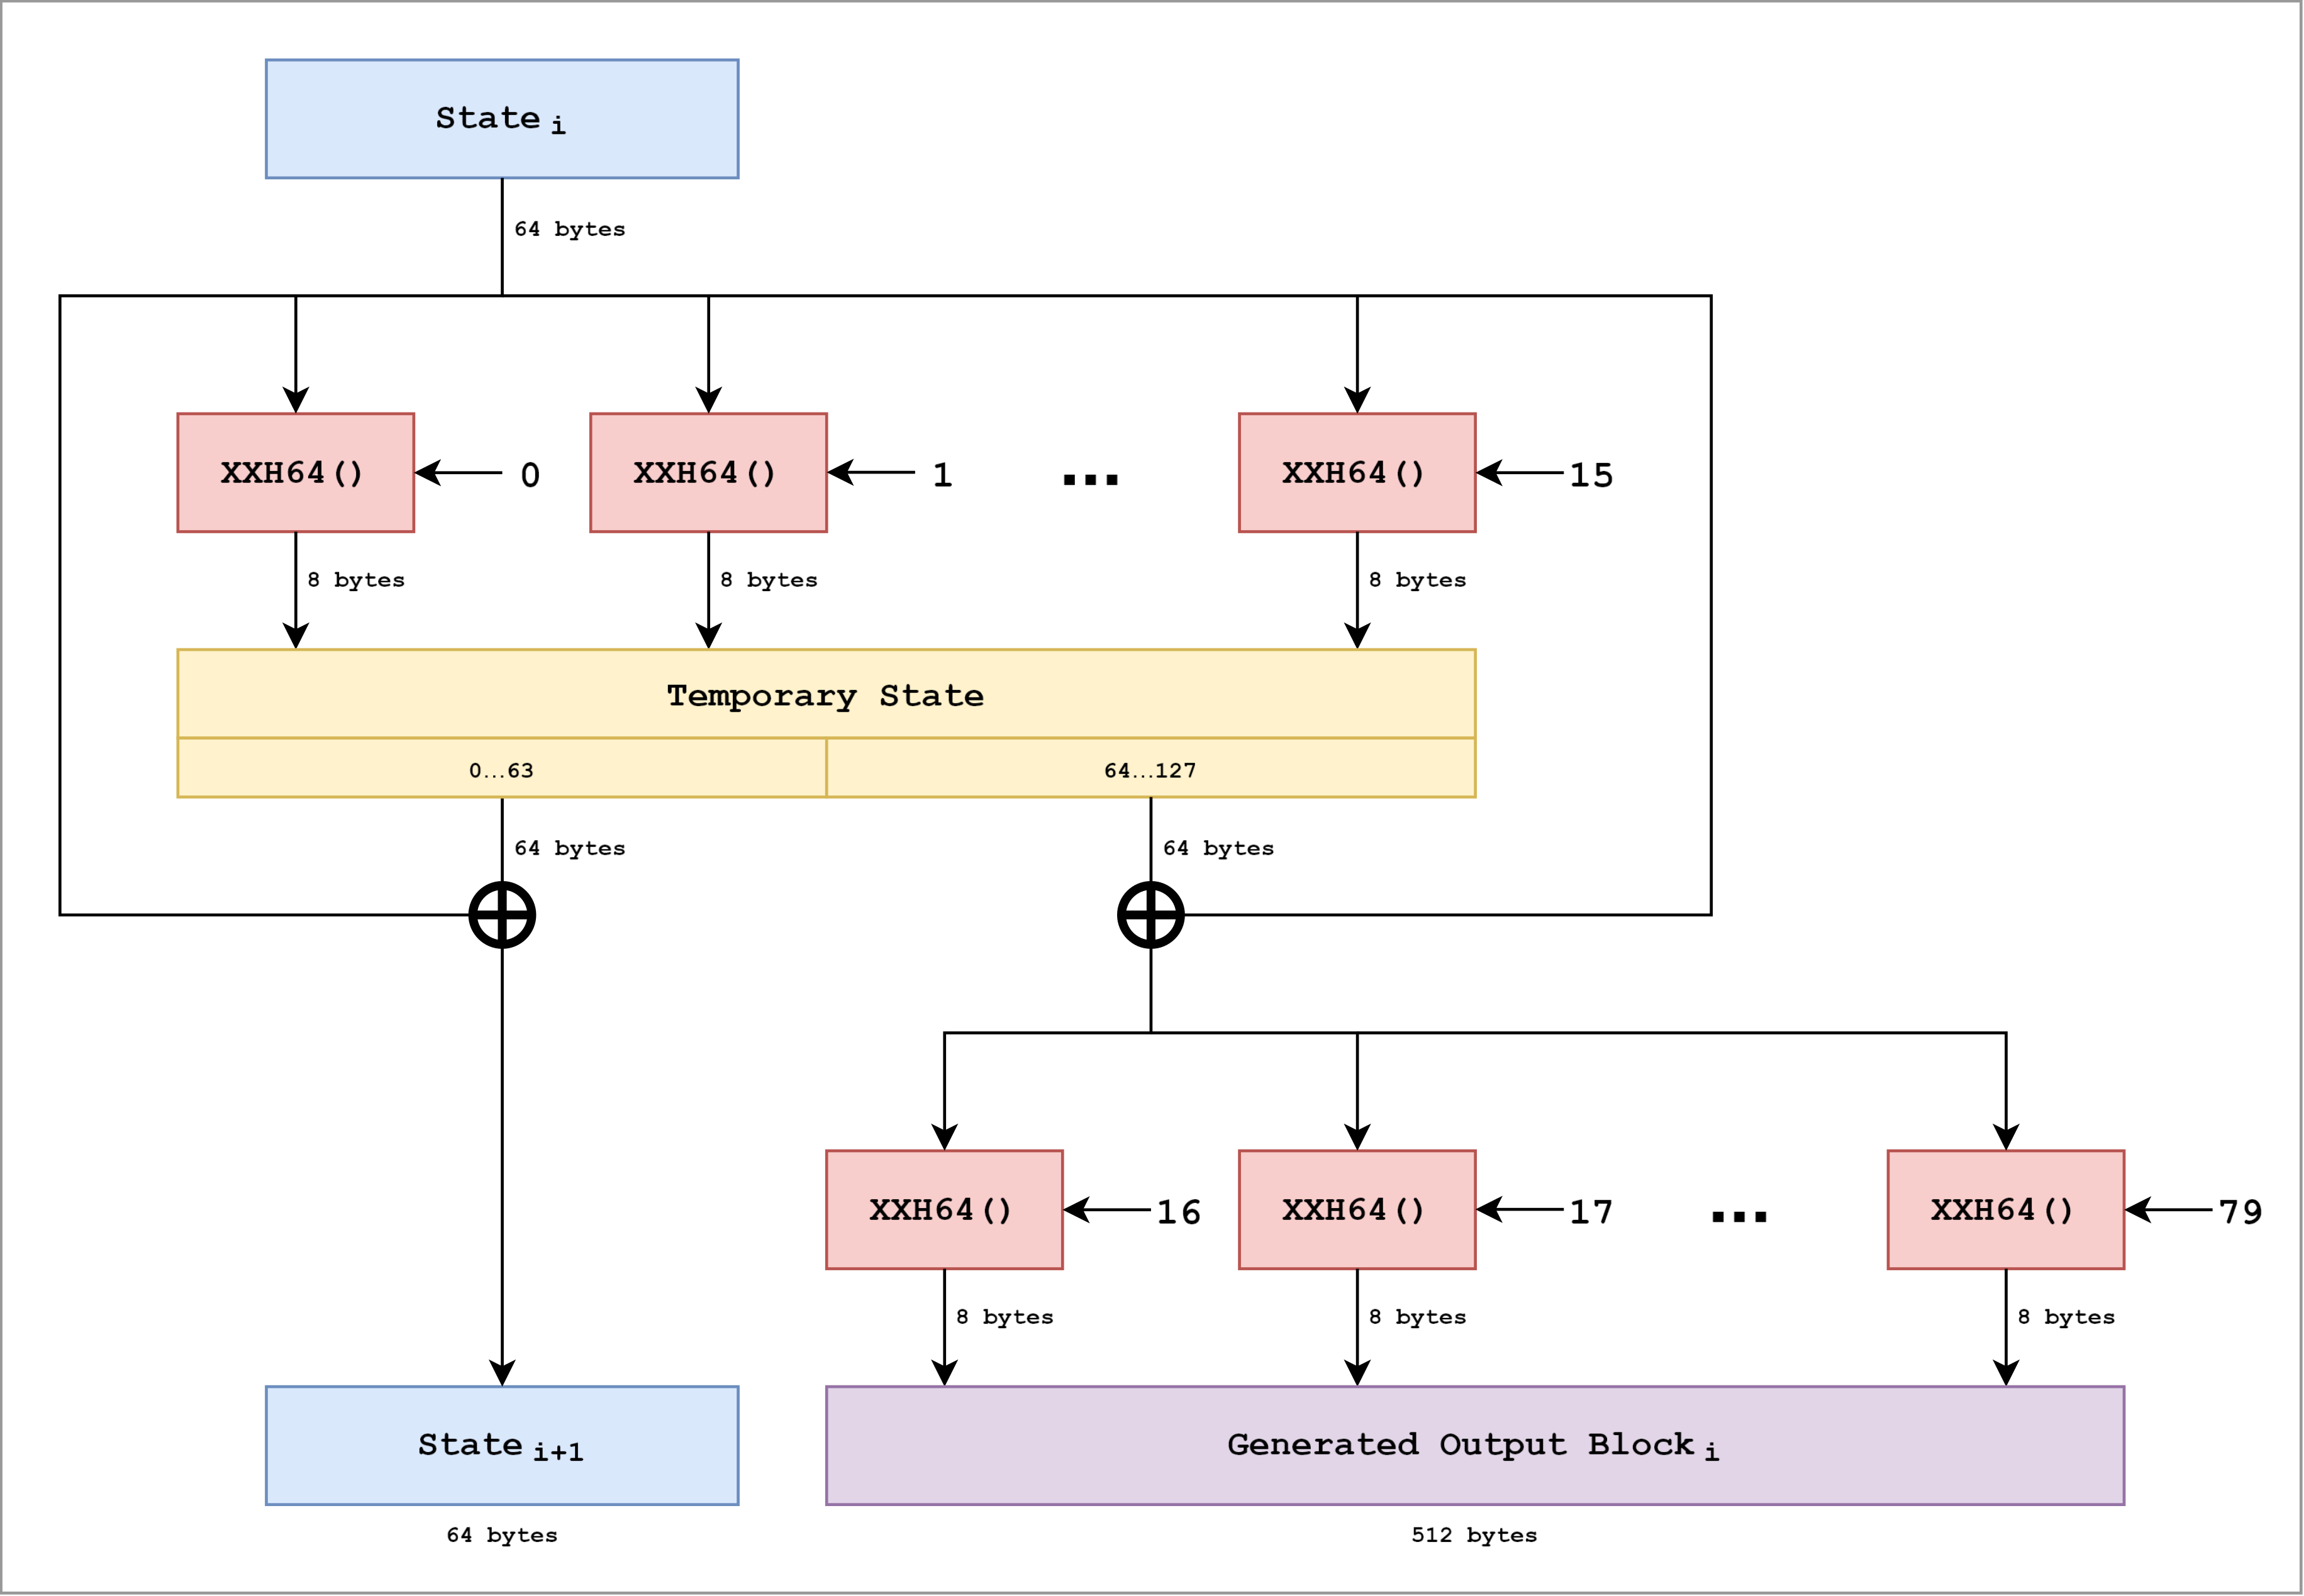 State i
64 bytes
XXH64() 0 XXH64() 1 ... XXH64() 15
8 bytes 8 bytes 8 bytes
Temporary State
0...63 64...127
64 bytes 64 bytes
XXH64() 16 XXH64() 17 ... XXH64() 79
8 bytes 8 bytes 8 bytes
State i+1 Generated Output Block i
64 bytes 512 bytes